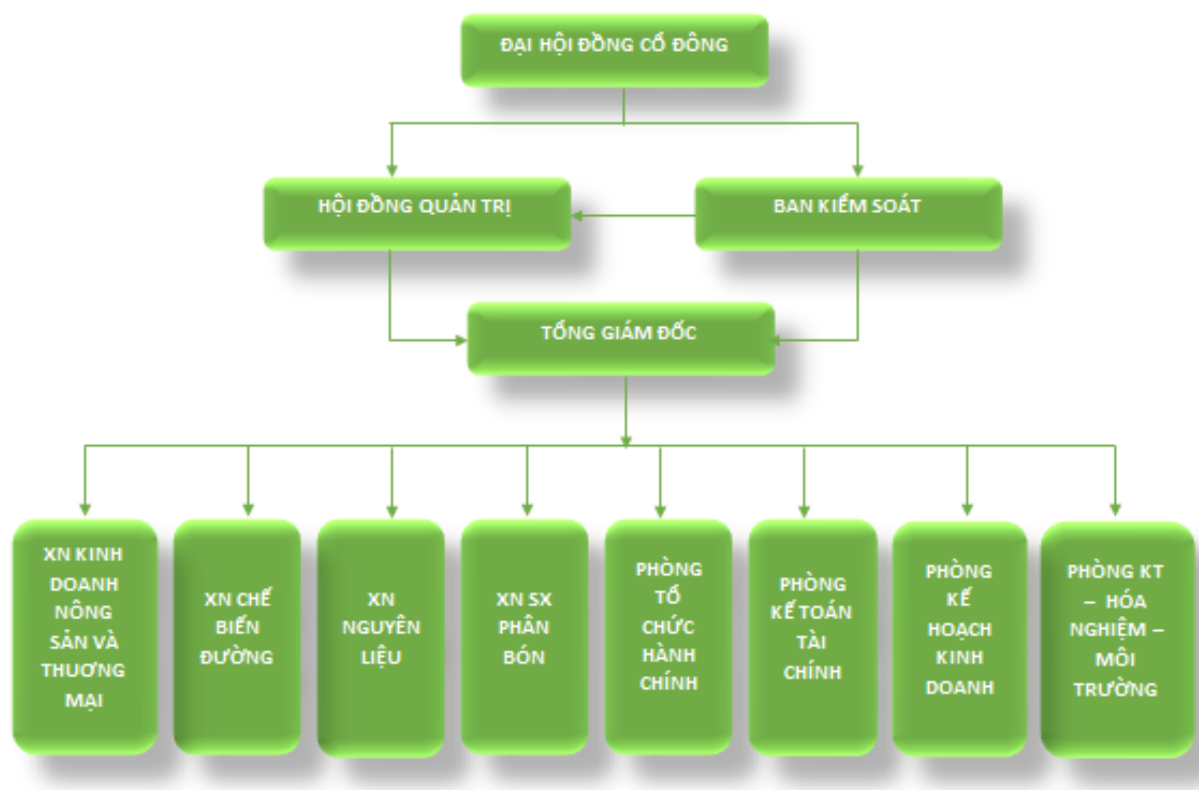 ĐẠI HỘI ĐỒNG CỔ ĐÔNG
HỘI ĐỒNG QUẢN TRỊ
BAN KIỂM SOÁT
TỔNG GIÁM ĐỐC
XN KINH
DOANH
NÔNG
SẢN VÀ
THUƠNG
MẠI
XN CHẾ
BIẾN
ĐƯỜNG
XN
NGUYÊN
LIỆU
XN SX
PHÂN
BÓN
PHÒNG
TỔ
CHỨC
HÀNH
CHÍNH
PHÒNG
KẾ TOÁN
TÀI
CHÍNH
PHÒNG
KẾ
HOẠCH
KINH
DOANH
PHÒNG KT
– HÓA
NGHIỆM –
MÔI
TRƯỜNG